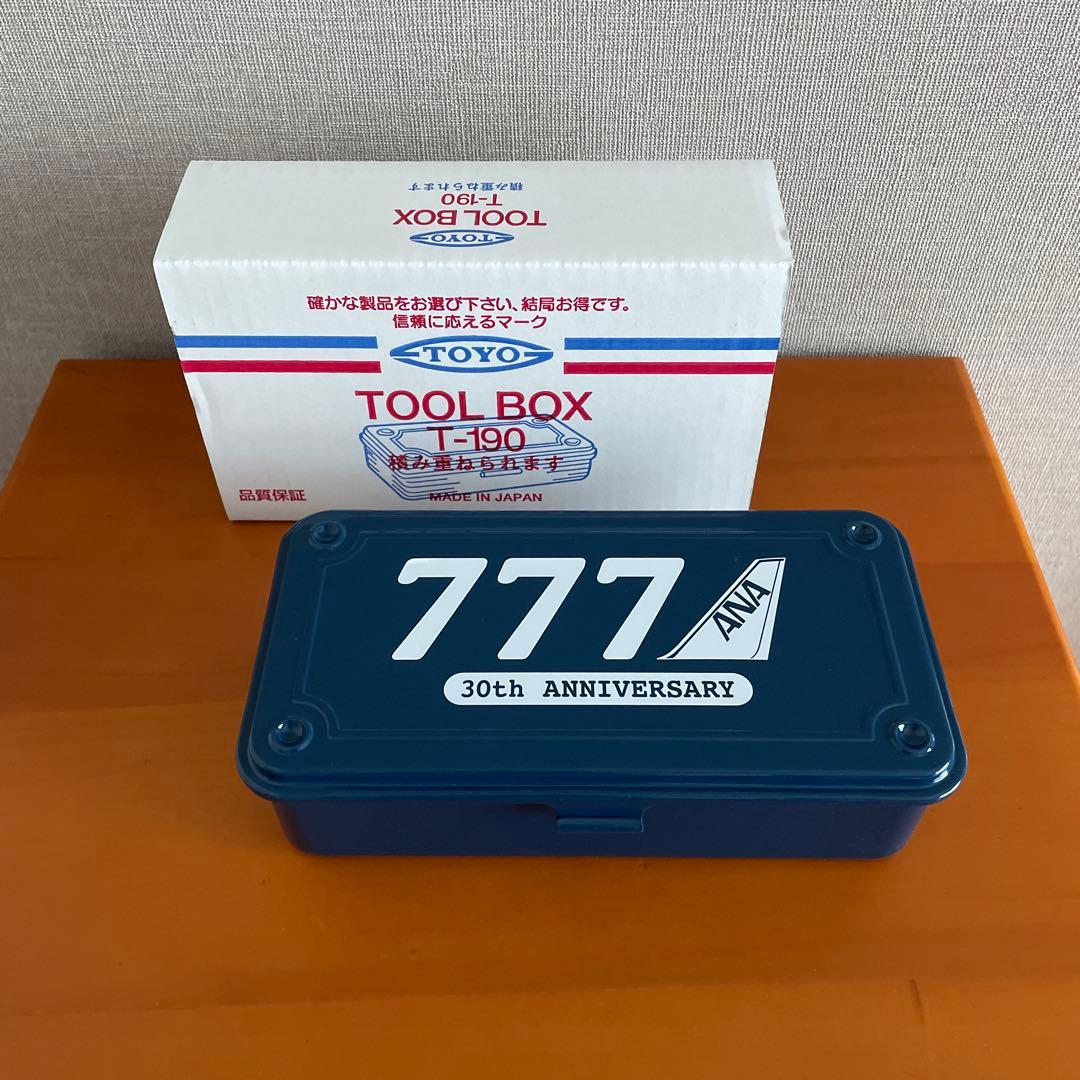 積み重ねられます
T-190
TOOL BOX
TOYO
確かな製品をお選び下さい、結局お得です。
信頼に応えるマーク
TOYO
TOOL BOX
T-190
積み重ねられます
品質保証
MADE IN JAPAN
777 ANA
30th ANNIVERSARY